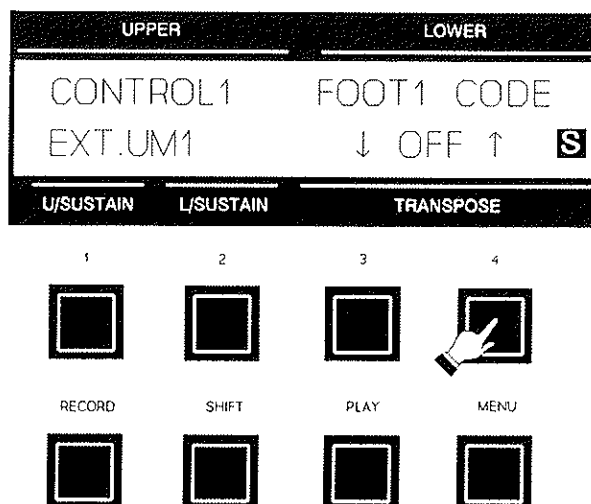 UPPER LOWER
CONTROL1 FOOT1 CODE
EXT.UM1 ↓ OFF ↑ S
U/SUSTAIN L/SUSTAIN TRANSPOSE
1 2 3 4
RECORD SHIFT PLAY MENU